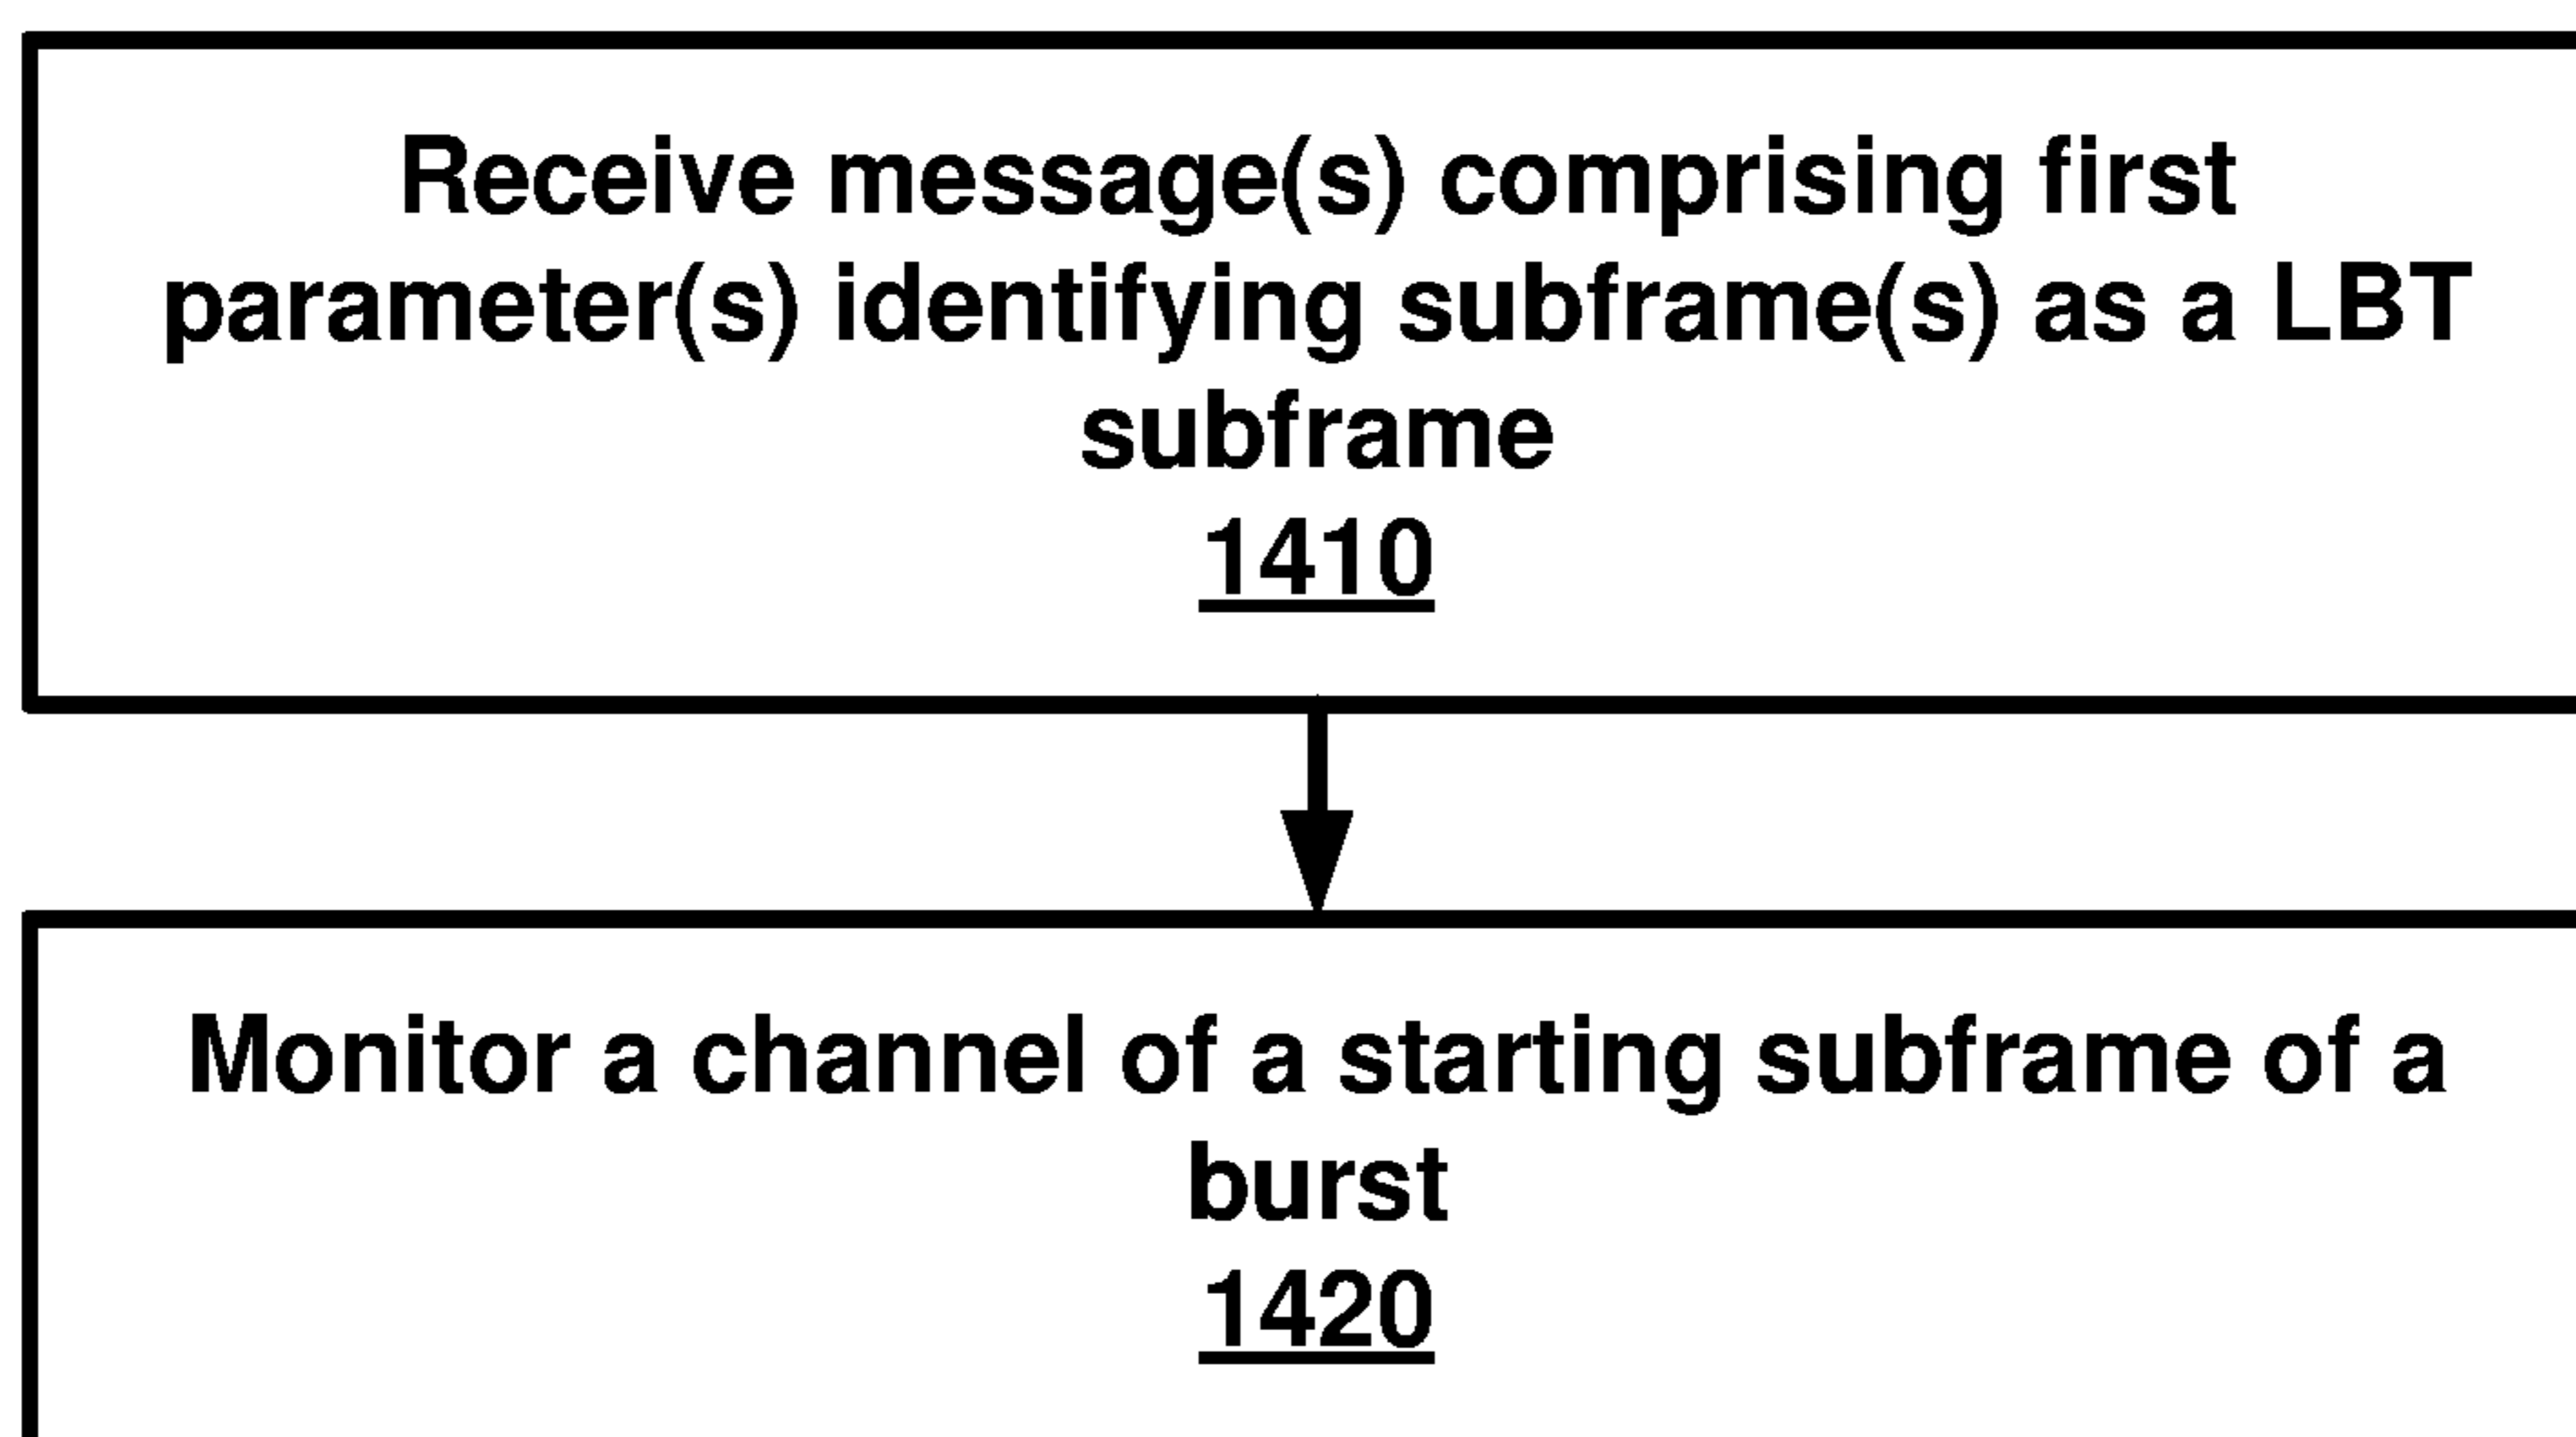 Receive message(s) comprising first
parameter(s) identifying subframe(s) as a LBT
subframe
1410
Monitor a channel of a starting subframe of a
burst
1420